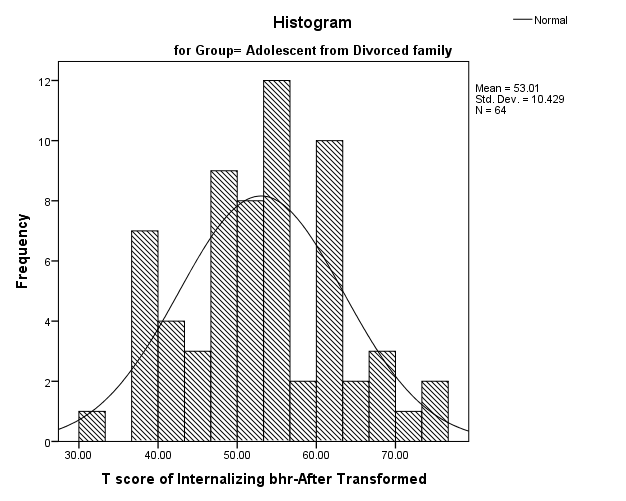 Histogram
Normal
for Group= Adolescent from Divorced family
Mean = 53.01
Std. Dev. = 10.429
N = 64
Frequency
12
10
8
6
4
2
0
30.00 40.00 50.00 60.00 70.00
T score of Internalizing bhr-After Transformed